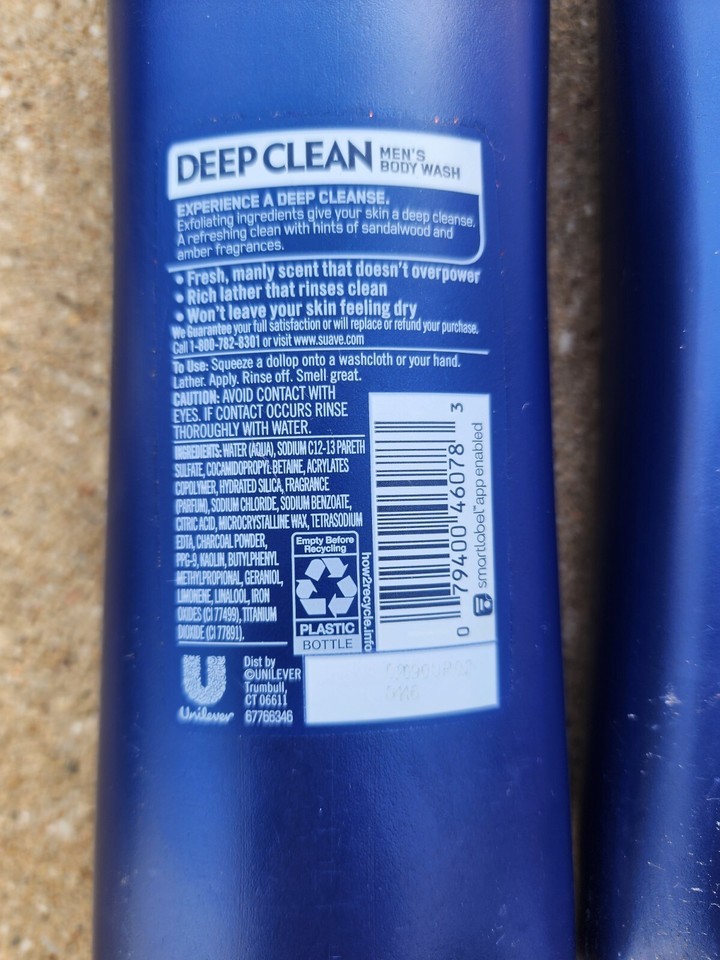 DEEP CLEAN MEN'S
BODY WASH
EXPERIENCE A DEEP CLEANSE.
Exfoliating ingredients give your skin a deep cleanse.
A refreshing clean with hints of sandalwood and
amber fragrances.
• Fresh, manly scent that doesn't overpower
• Rich lather that rinses clean
• Won't leave your skin feeling dry
We Guarantee your full satisfaction or will replace or refund your purchase.
Call 1-800-782-8301 or visit www.suave.com
To Use: Squeeze a dollop onto a washcloth or your hand.
Lather. Apply. Rinse off. Smell great.
CAUTION: AVOID CONTACT WITH
EYES. IF CONTACT OCCURS RINSE
THOROUGHLY WITH WATER.
INGREDIENTS: WATER (AQUA), SODIUM C12-13 PARETH
SULFATE, COCAMIDOPROPYL BETAINE, ACRYLATES
COPOLYMER, HYDRATED SILICA, FRAGRANCE
(PARFUM), SODIUM CHLORIDE, SODIUM BENZOATE,
CITRIC ACID, MICROCRYSTALLINE WAX, TETRASODIUM
EDTA, CHARCOAL POWDER,
PPG-9, KAOLIN, BUTYLPHENYL
METHYLPROPIONAL, GERANIOL,
LIMONENE, LINALOOL, IRON
OXIDES (CI 77499), TITANIUM
DIOXIDE (CI 77891).
Empty Before
Recycling
PLASTIC
BOTTLE
how2recycle.info
0 79400 46078 3
smartlabel™ app enabled
Unilever
Dist by
©UNILEVER
Trumbull,
CT 06611
67766346